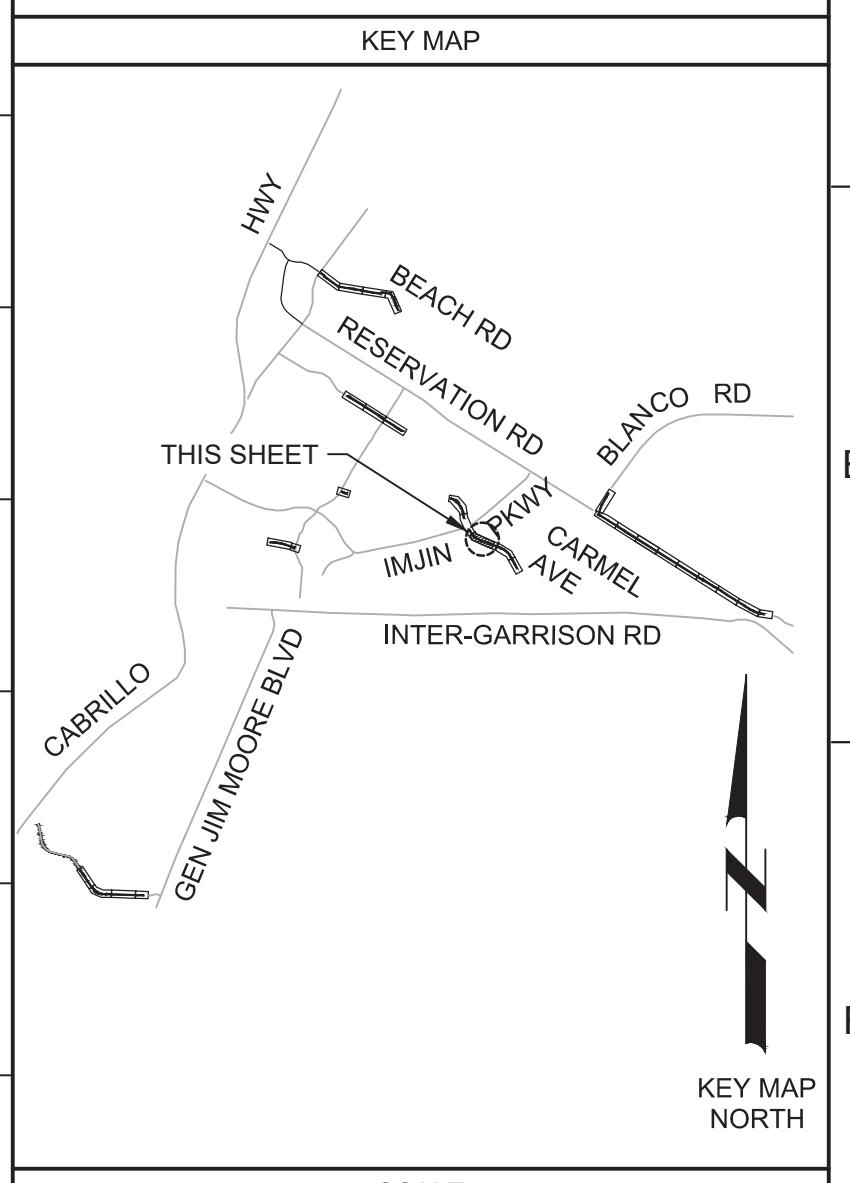 KEY MAP
HWY
BEACH RD
RESERVATION RD
BLANCO RD
THIS SHEET
IMJIN PKWY
CARMEL
AVE
INTER-GARRISON RD
CABRILLO
GEN JIM MOORE BLVD
N
KEY MAP
NORTH